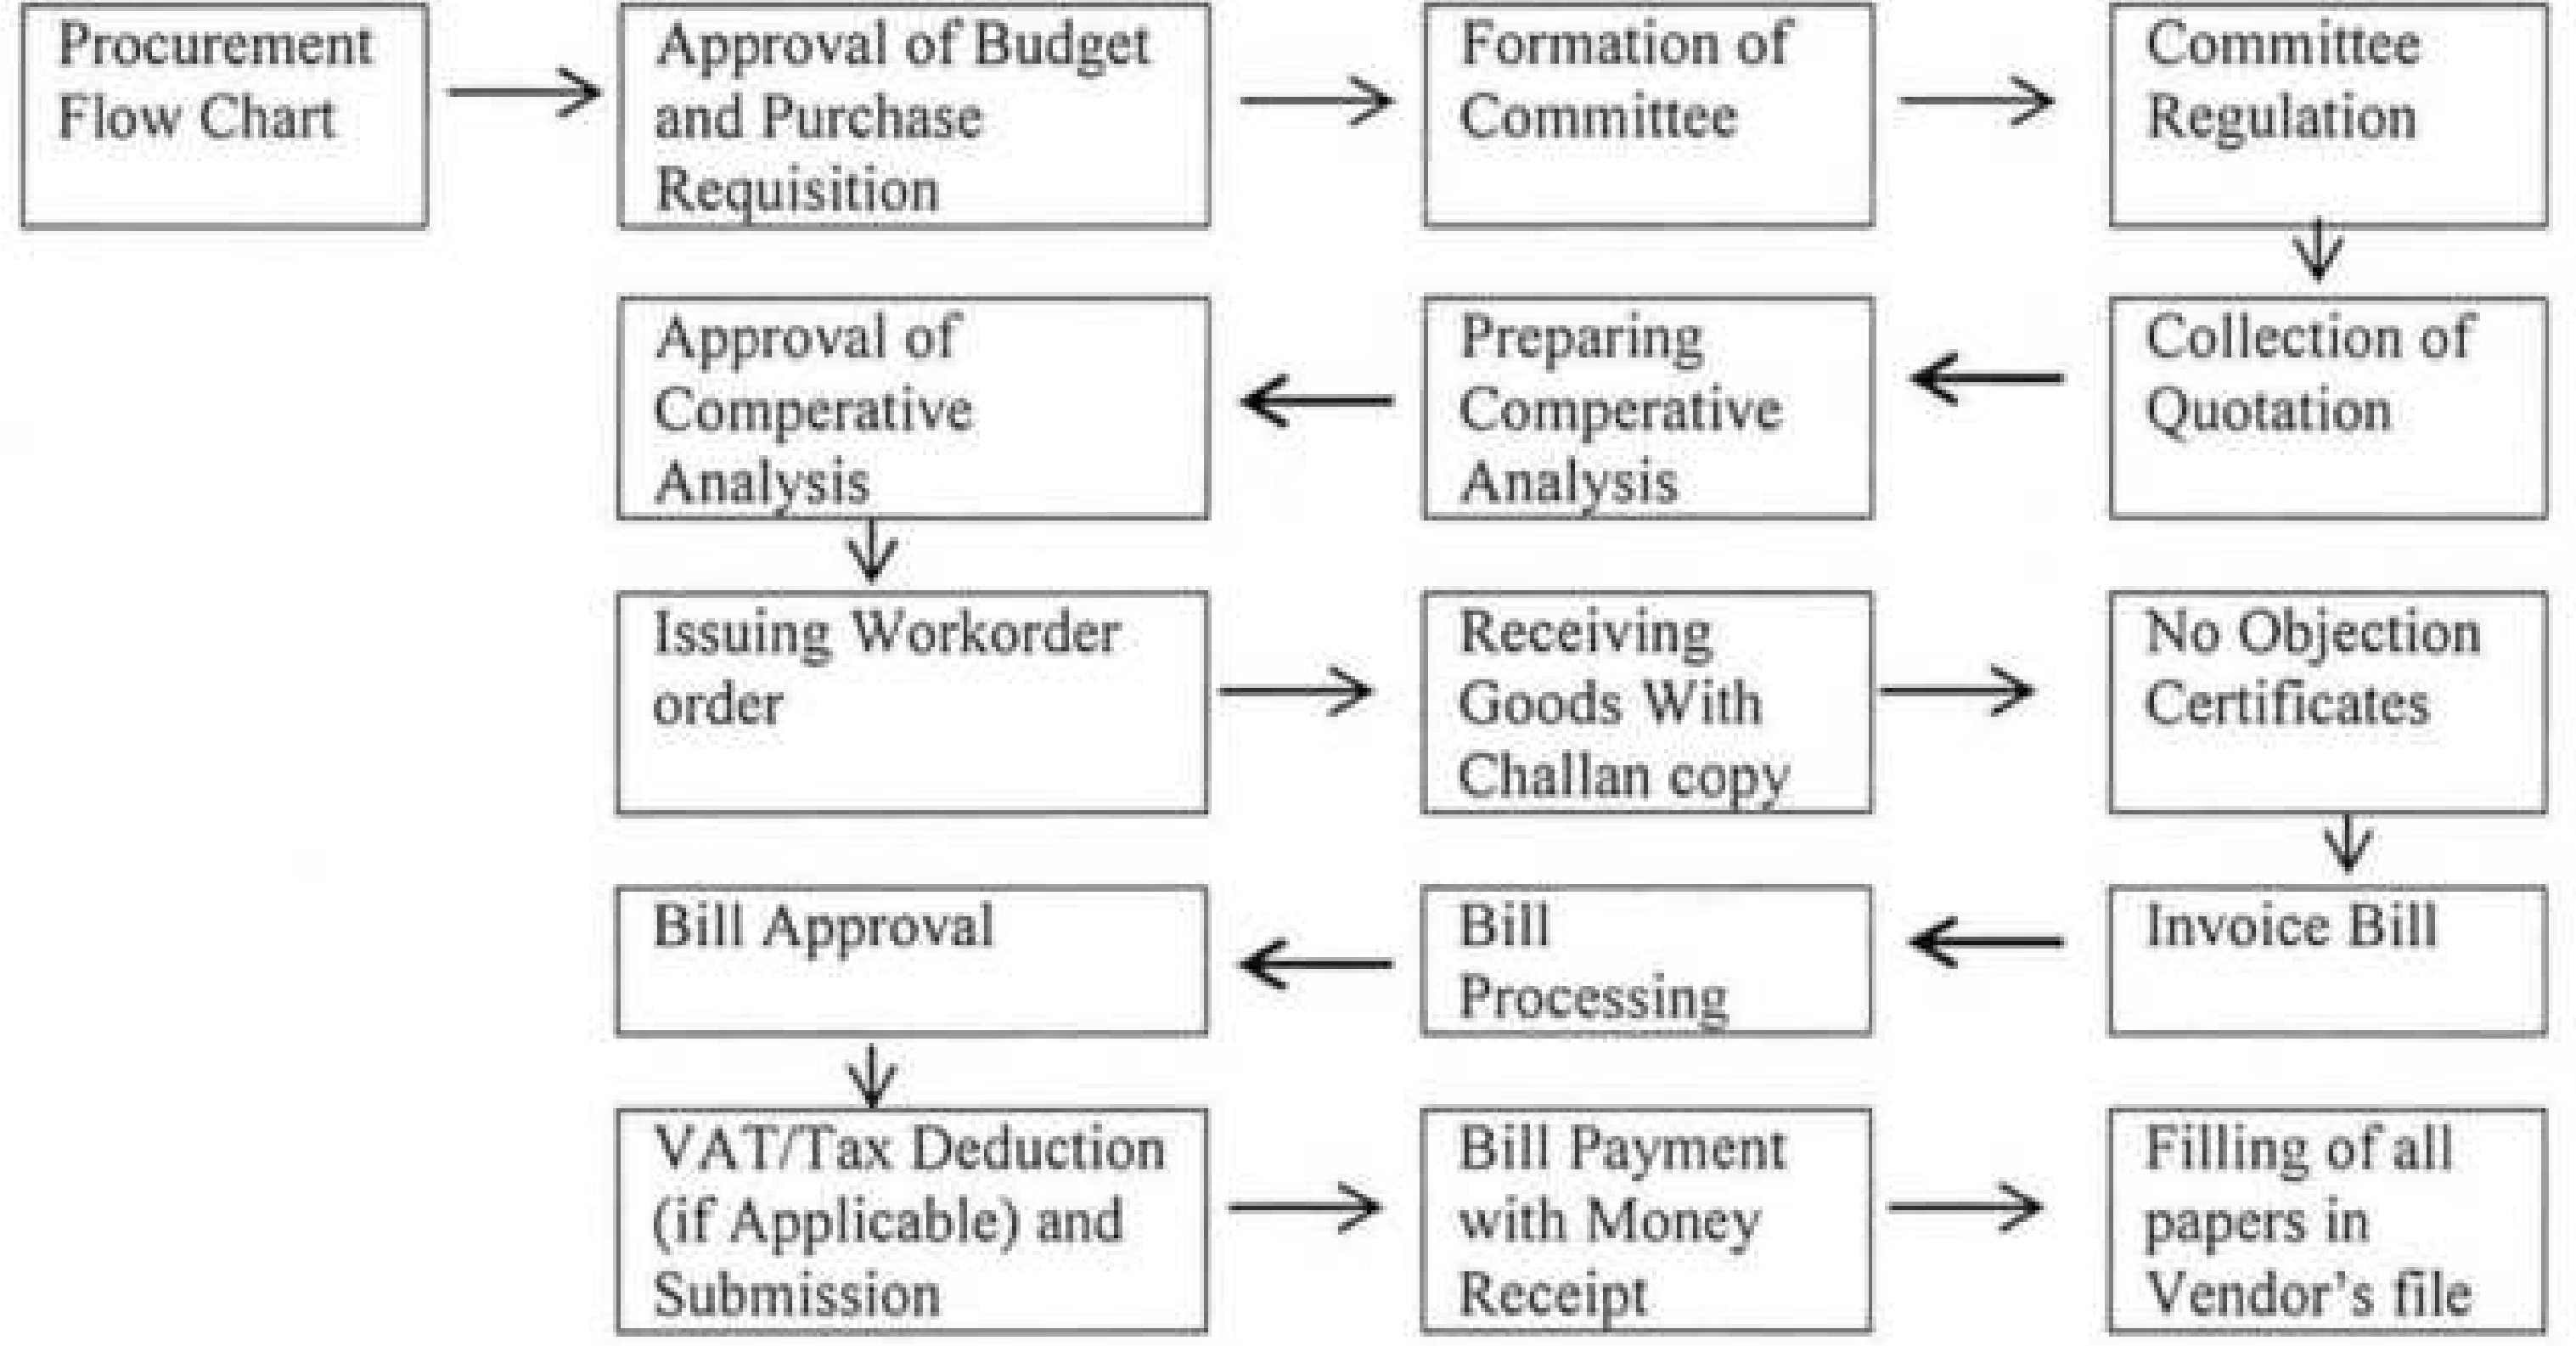 Procurement
Flow Chart
Approval of Budget
and Purchase
Requisition
Formation of
Committee
Committee
Regulation
Collection of
Quotation
Preparing
Comperative
Analysis
Approval of
Comperative
Analysis
Issuing Workorder
order
Receiving
Goods With
Challan copy
No Objection
Certificates
Invoice Bill
Bill
Processing
Bill Approval
VAT/Tax Deduction
(if Applicable) and
Submission
Bill Payment
with Money
Receipt
Filling of all
papers in
Vendor's file